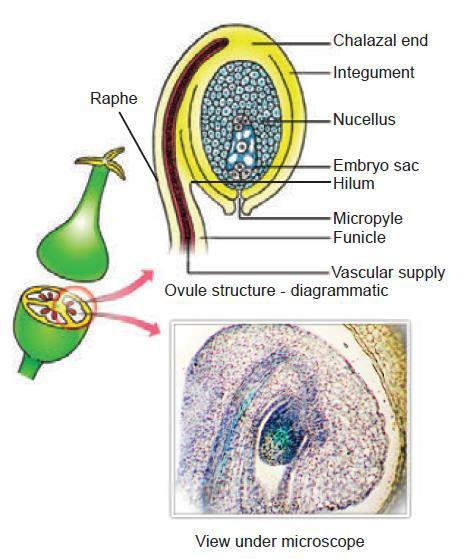 Chalazal end
Integument
Raphe
Nucellus
Embryo sac
Hilum
Micropyle
Funicle
Vascular supply
Ovule structure - diagrammatic
View under microscope